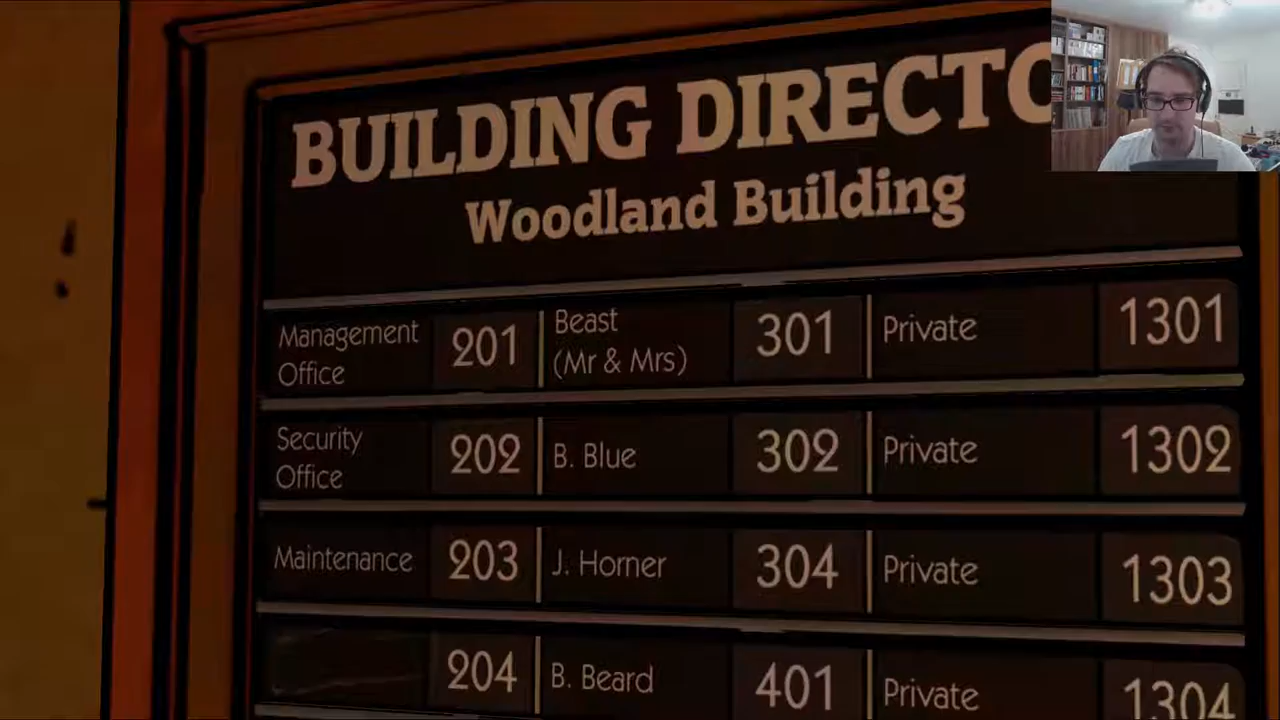 BUILDING DIRECTO
Woodland Building
Management Office 201 Beast (Mr & Mrs) 301 Private 1301
Security Office 202 B. Blue 302 Private 1302
Maintenance 203 J. Horner 304 Private 1303
204 B. Beard 401 Private 1304